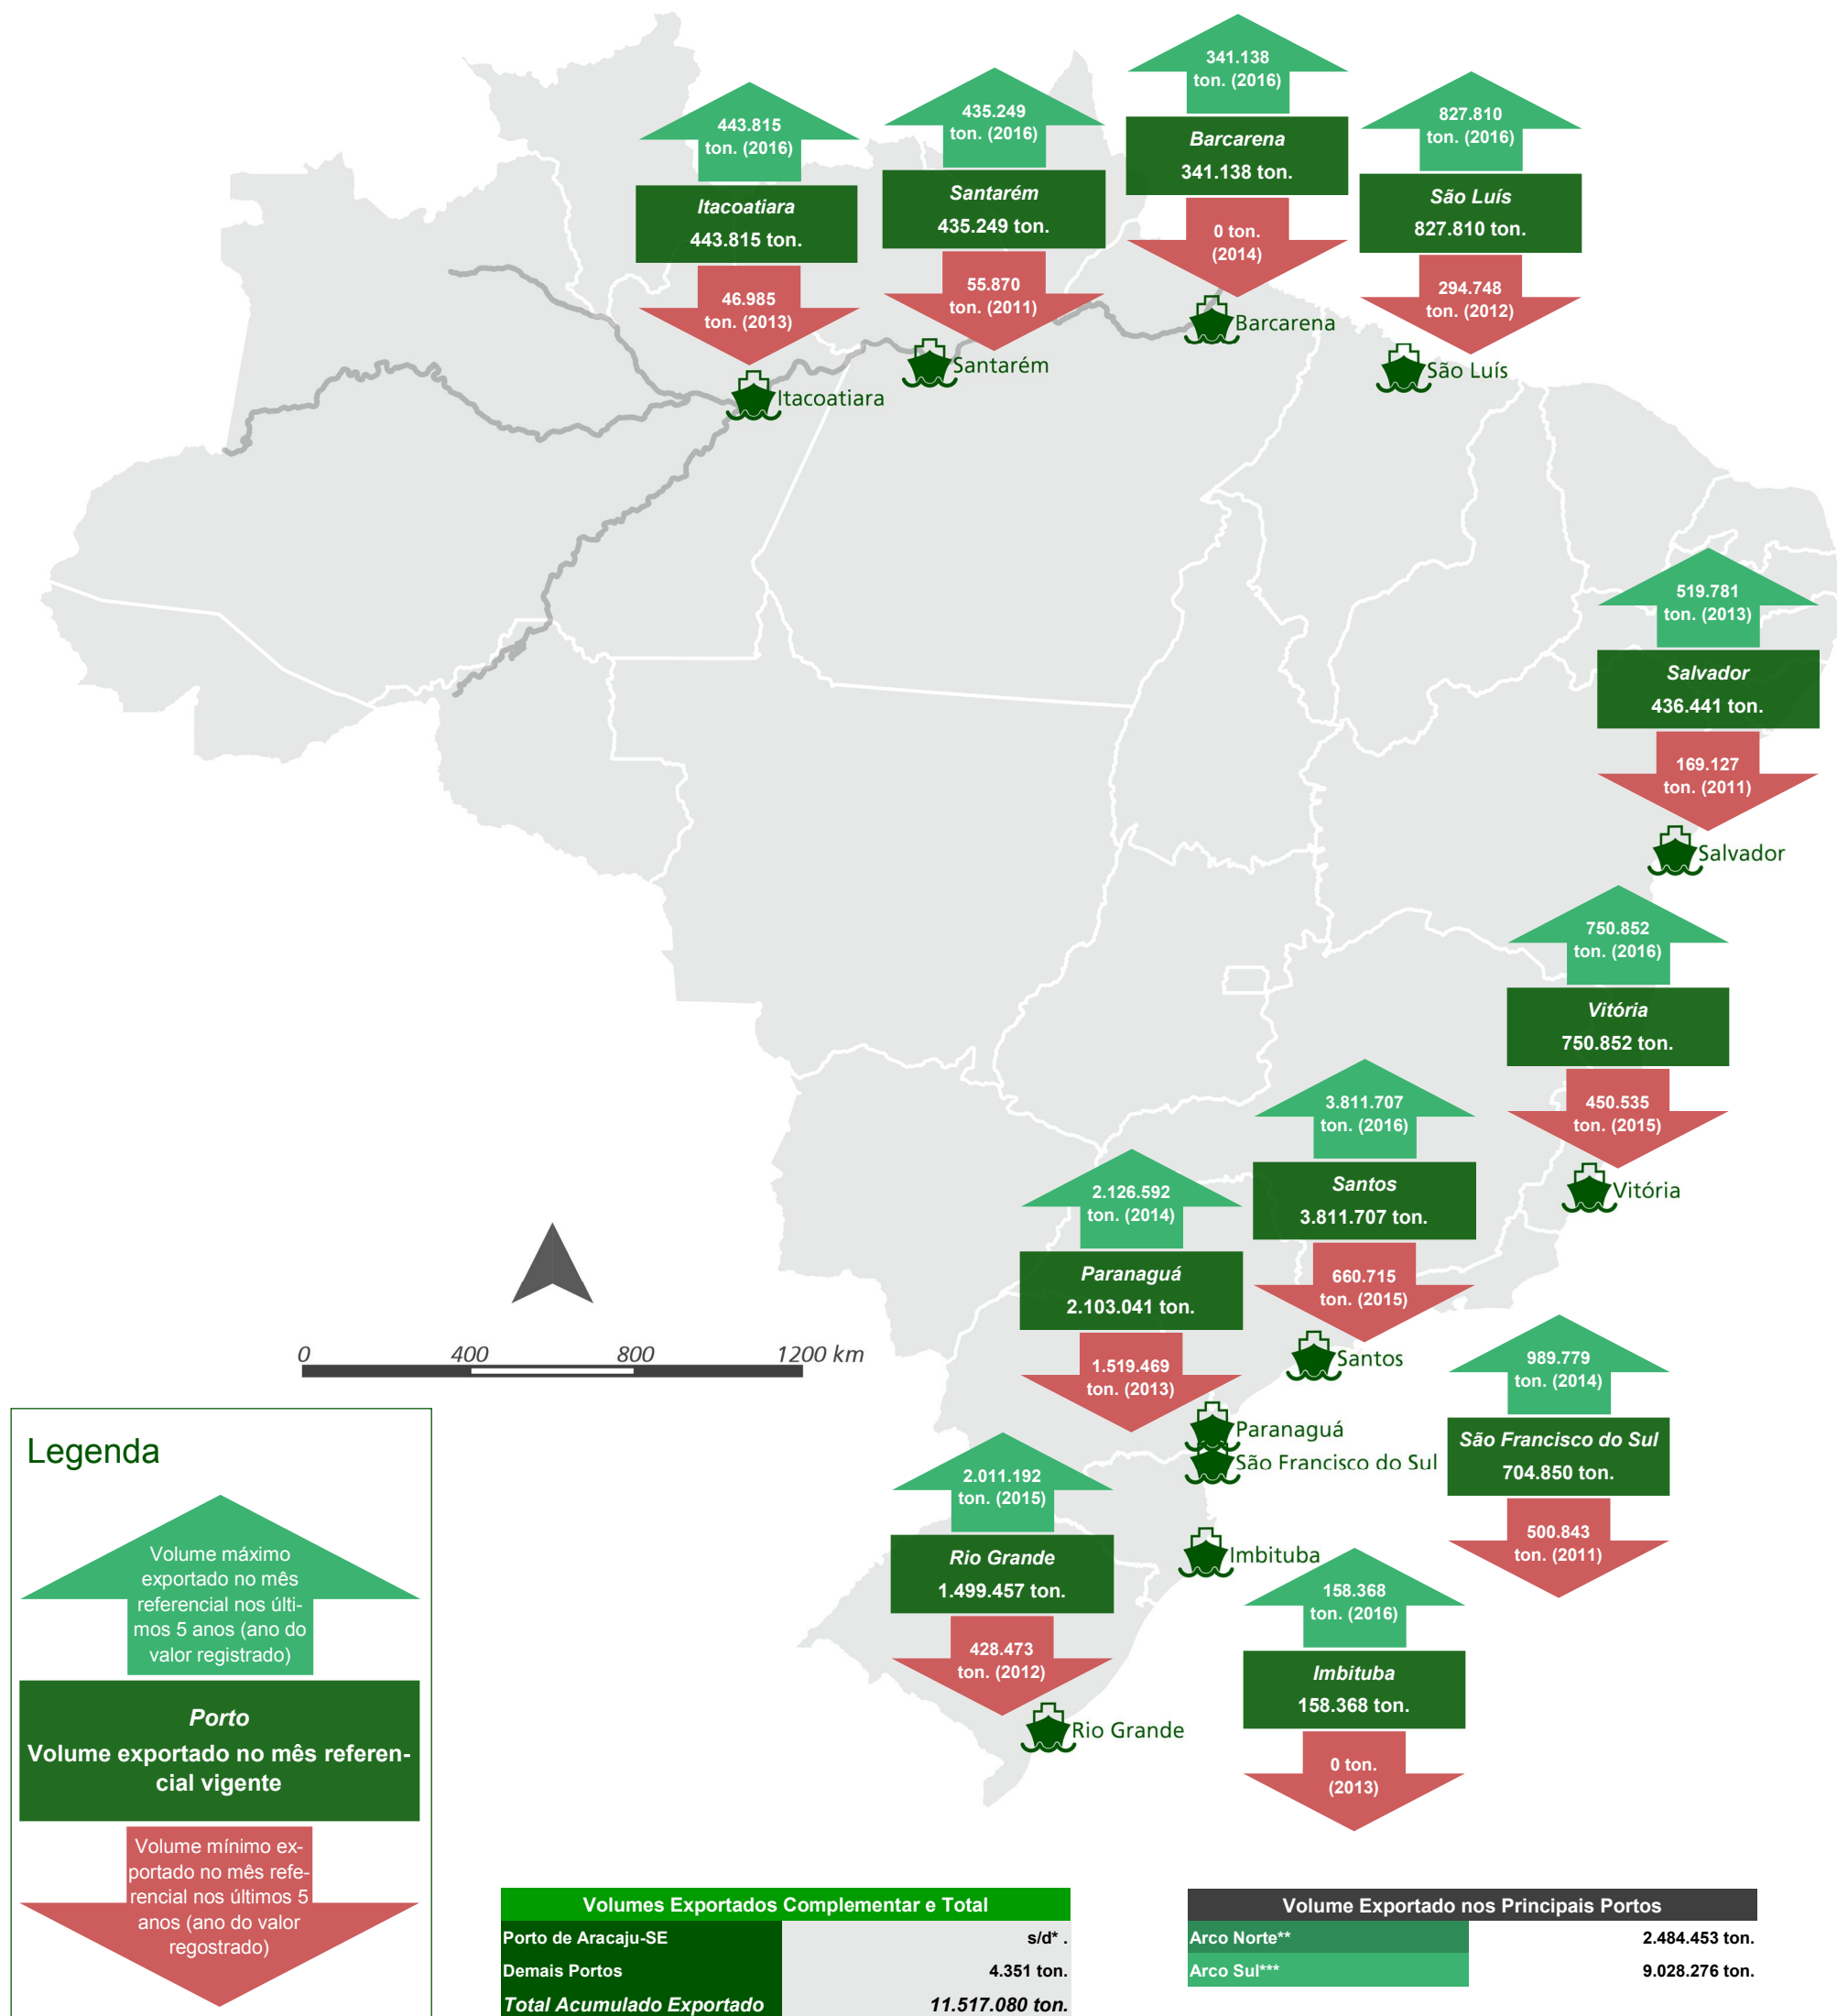 341.138
ton. (2016)
Barcarena
341.138 ton.
0 ton.
(2014)
443.815
ton. (2016)
Itacoatiara
443.815 ton.
46.985
ton. (2013)
435.249
ton. (2016)
Santarém
435.249 ton.
55.870
ton. (2011)
827.810
ton. (2016)
São Luís
827.810 ton.
294.748
ton. (2012)
Barcarena
Santarém
São Luís
Itacoatiara
519.781
ton. (2013)
Salvador
436.441 ton.
169.127
ton. (2011)
Salvador
750.852
ton. (2016)
Vitória
750.852 ton.
450.535
ton. (2015)
Vitória
3.811.707
ton. (2016)
Santos
3.811.707 ton.
660.715
ton. (2015)
Santos
2.126.592
ton. (2014)
Paranaguá
2.103.041 ton.
1.519.469
ton. (2013)
Paranaguá
São Francisco do Sul
989.779
ton. (2014)
São Francisco do Sul
704.850 ton.
500.843
ton. (2011)
2.011.192
ton. (2015)
Rio Grande
1.499.457 ton.
428.473
ton. (2012)
Rio Grande
Imbituba
158.368
ton. (2016)
Imbituba
158.368 ton.
0 ton.
(2013)
0 400 800 1200 km
Legenda
Volume máximo
exportado no mês
referencial nos últi-
mos 5 anos (ano do
valor registrado)
Porto
Volume exportado no mês referen-
cial vigente
Volume mínimo ex-
portado no mês refe-
rencial nos últimos 5
anos (ano do valor
regostrado)
Volumes Exportados Complementar e Total
Porto de Aracaju-SE s/d* .
Demais Portos 4.351 ton.
Total Acumulado Exportado 11.517.080 ton.
Volume Exportado nos Principais Portos
Arco Norte** 2.484.453 ton.
Arco Sul*** 9.028.276 ton.